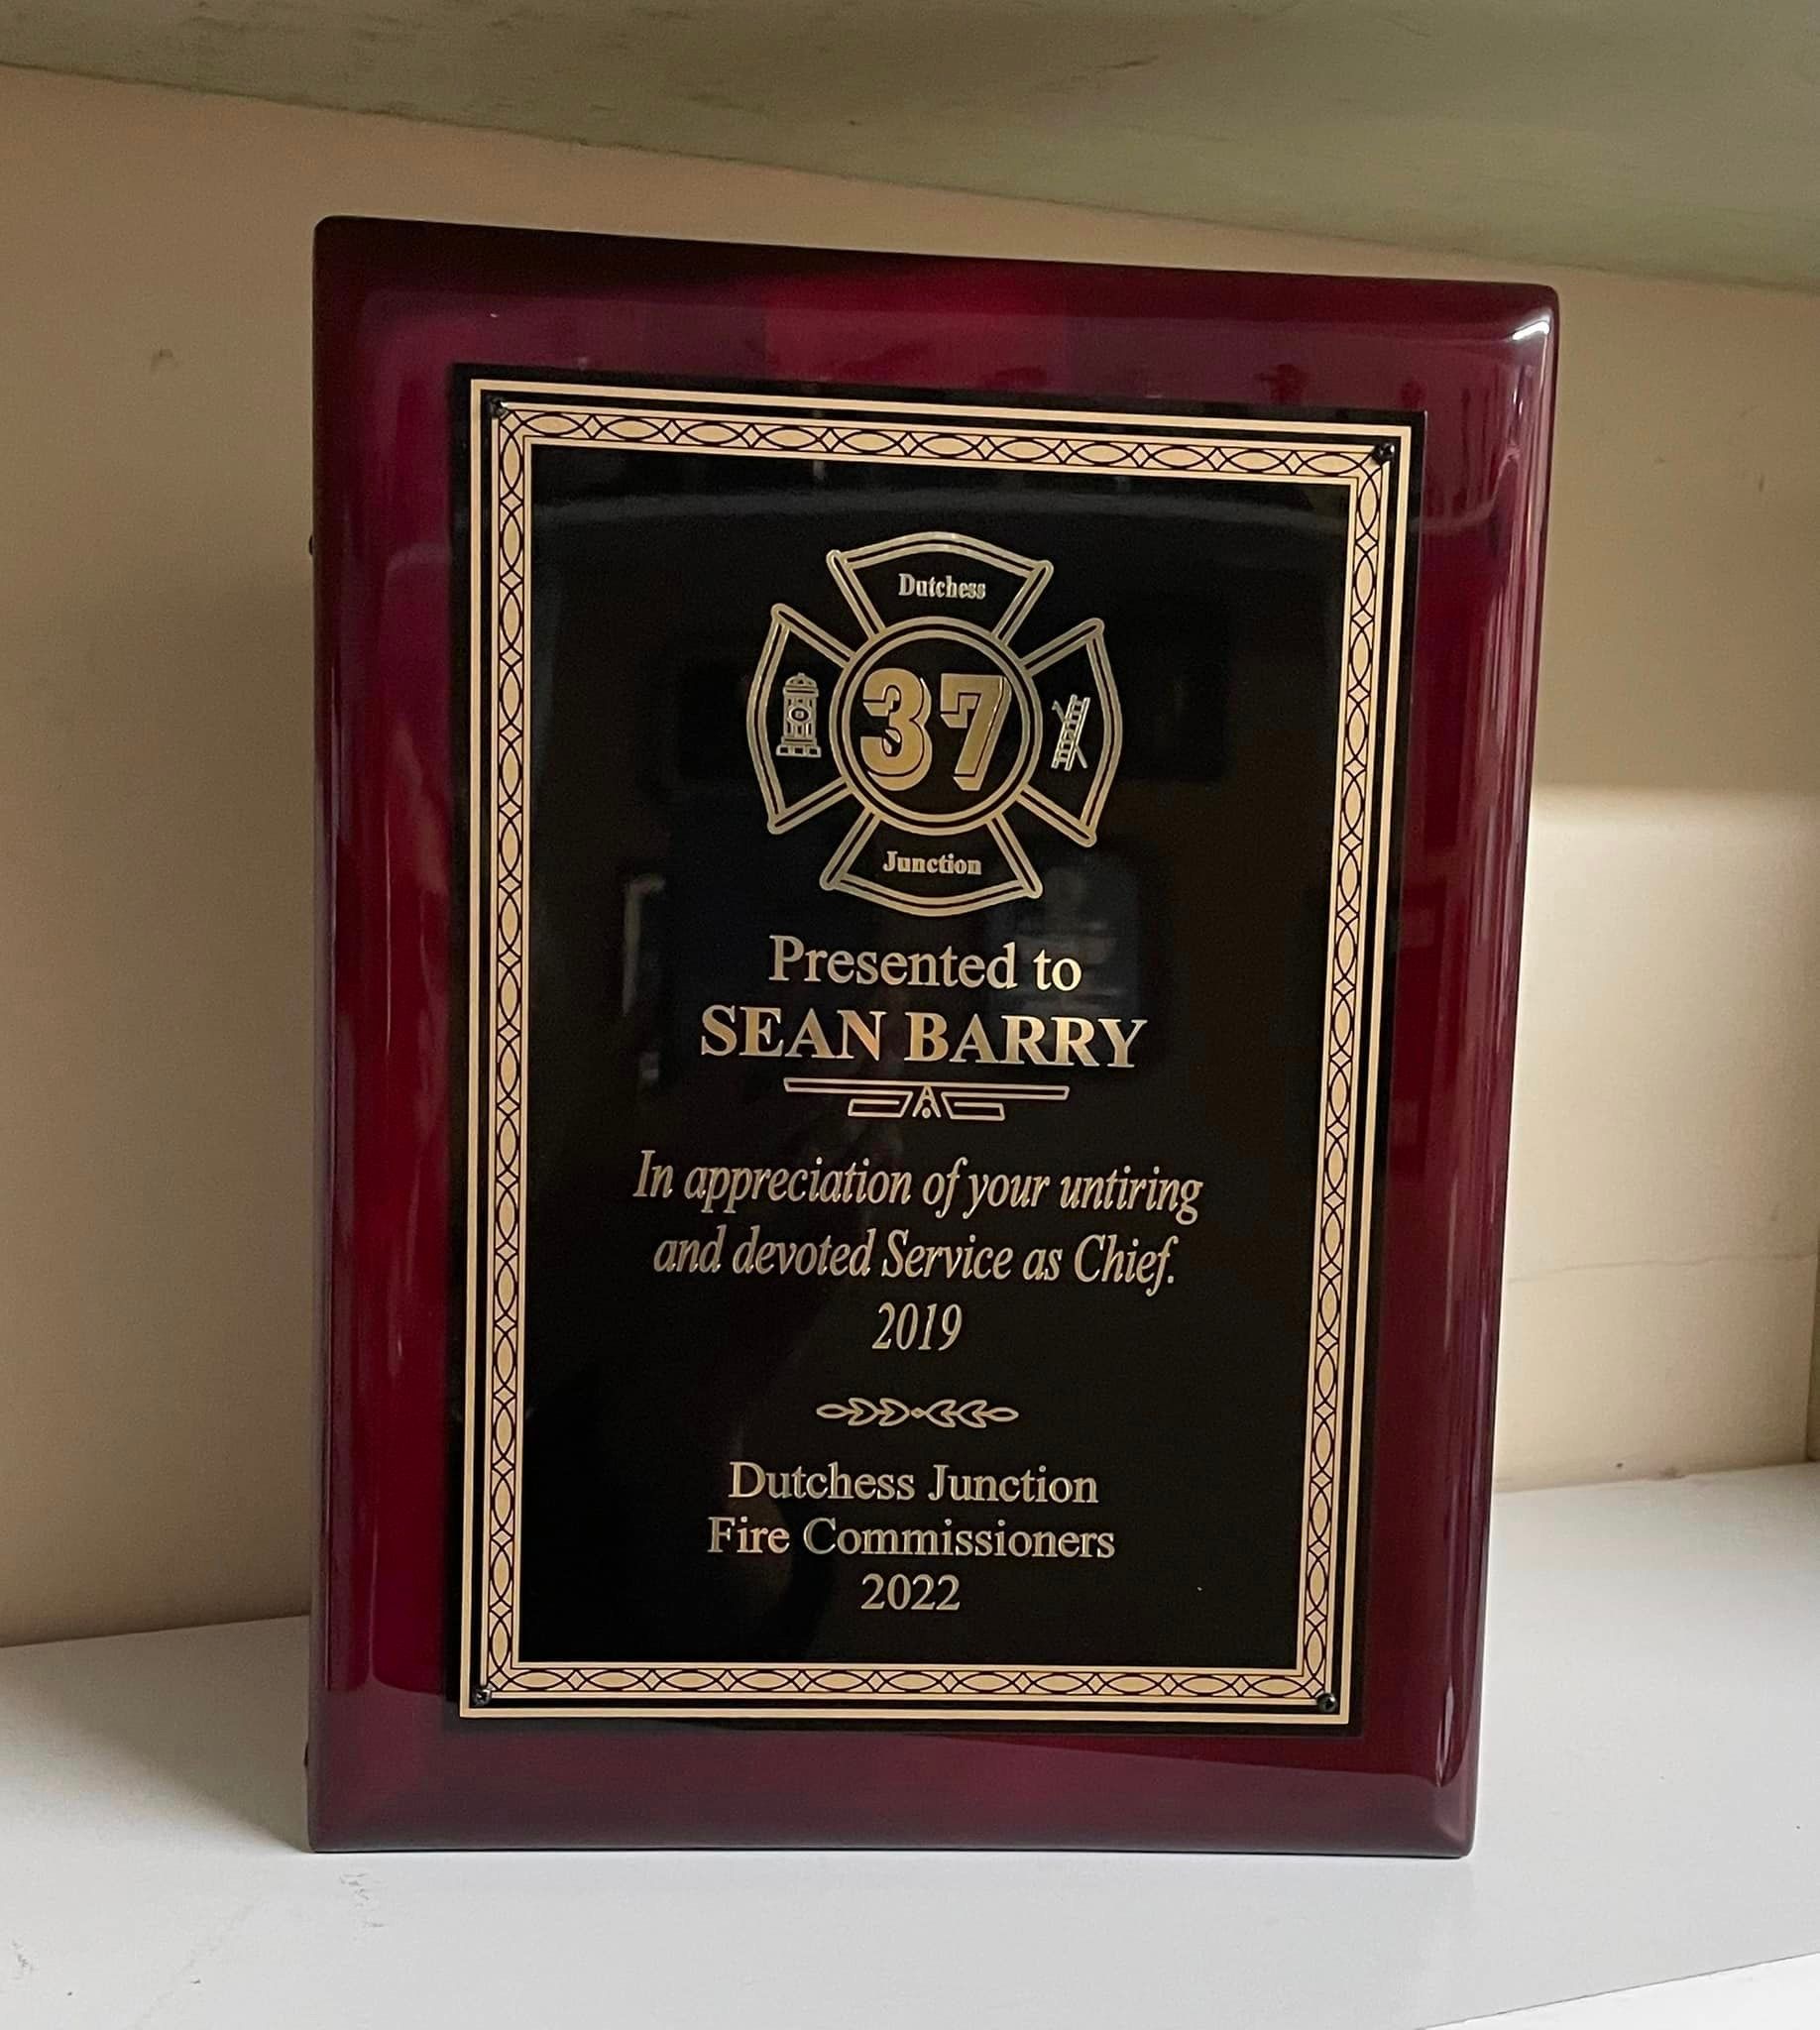 Dutchess
37
Junction
Presented to
SEAN BARRY
In appreciation of your untiring
and devoted Service as Chief.
2019
Dutchess Junction
Fire Commissioners
2022